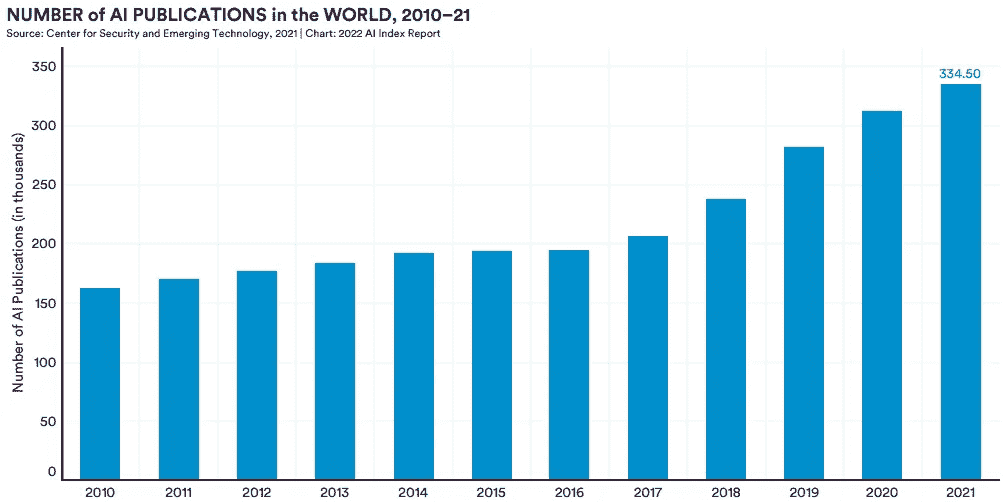 NUMBER of AI PUBLICATIONS in the WORLD, 2010–21
Source: Center for Security and Emerging Technology, 2021 | Chart: 2022 AI Index Report
Number of AI Publications (in thousands)
350
300
250
200
150
100
50
0
334.50
2010 2011 2012 2013 2014 2015 2016 2017 2018 2019 2020 2021